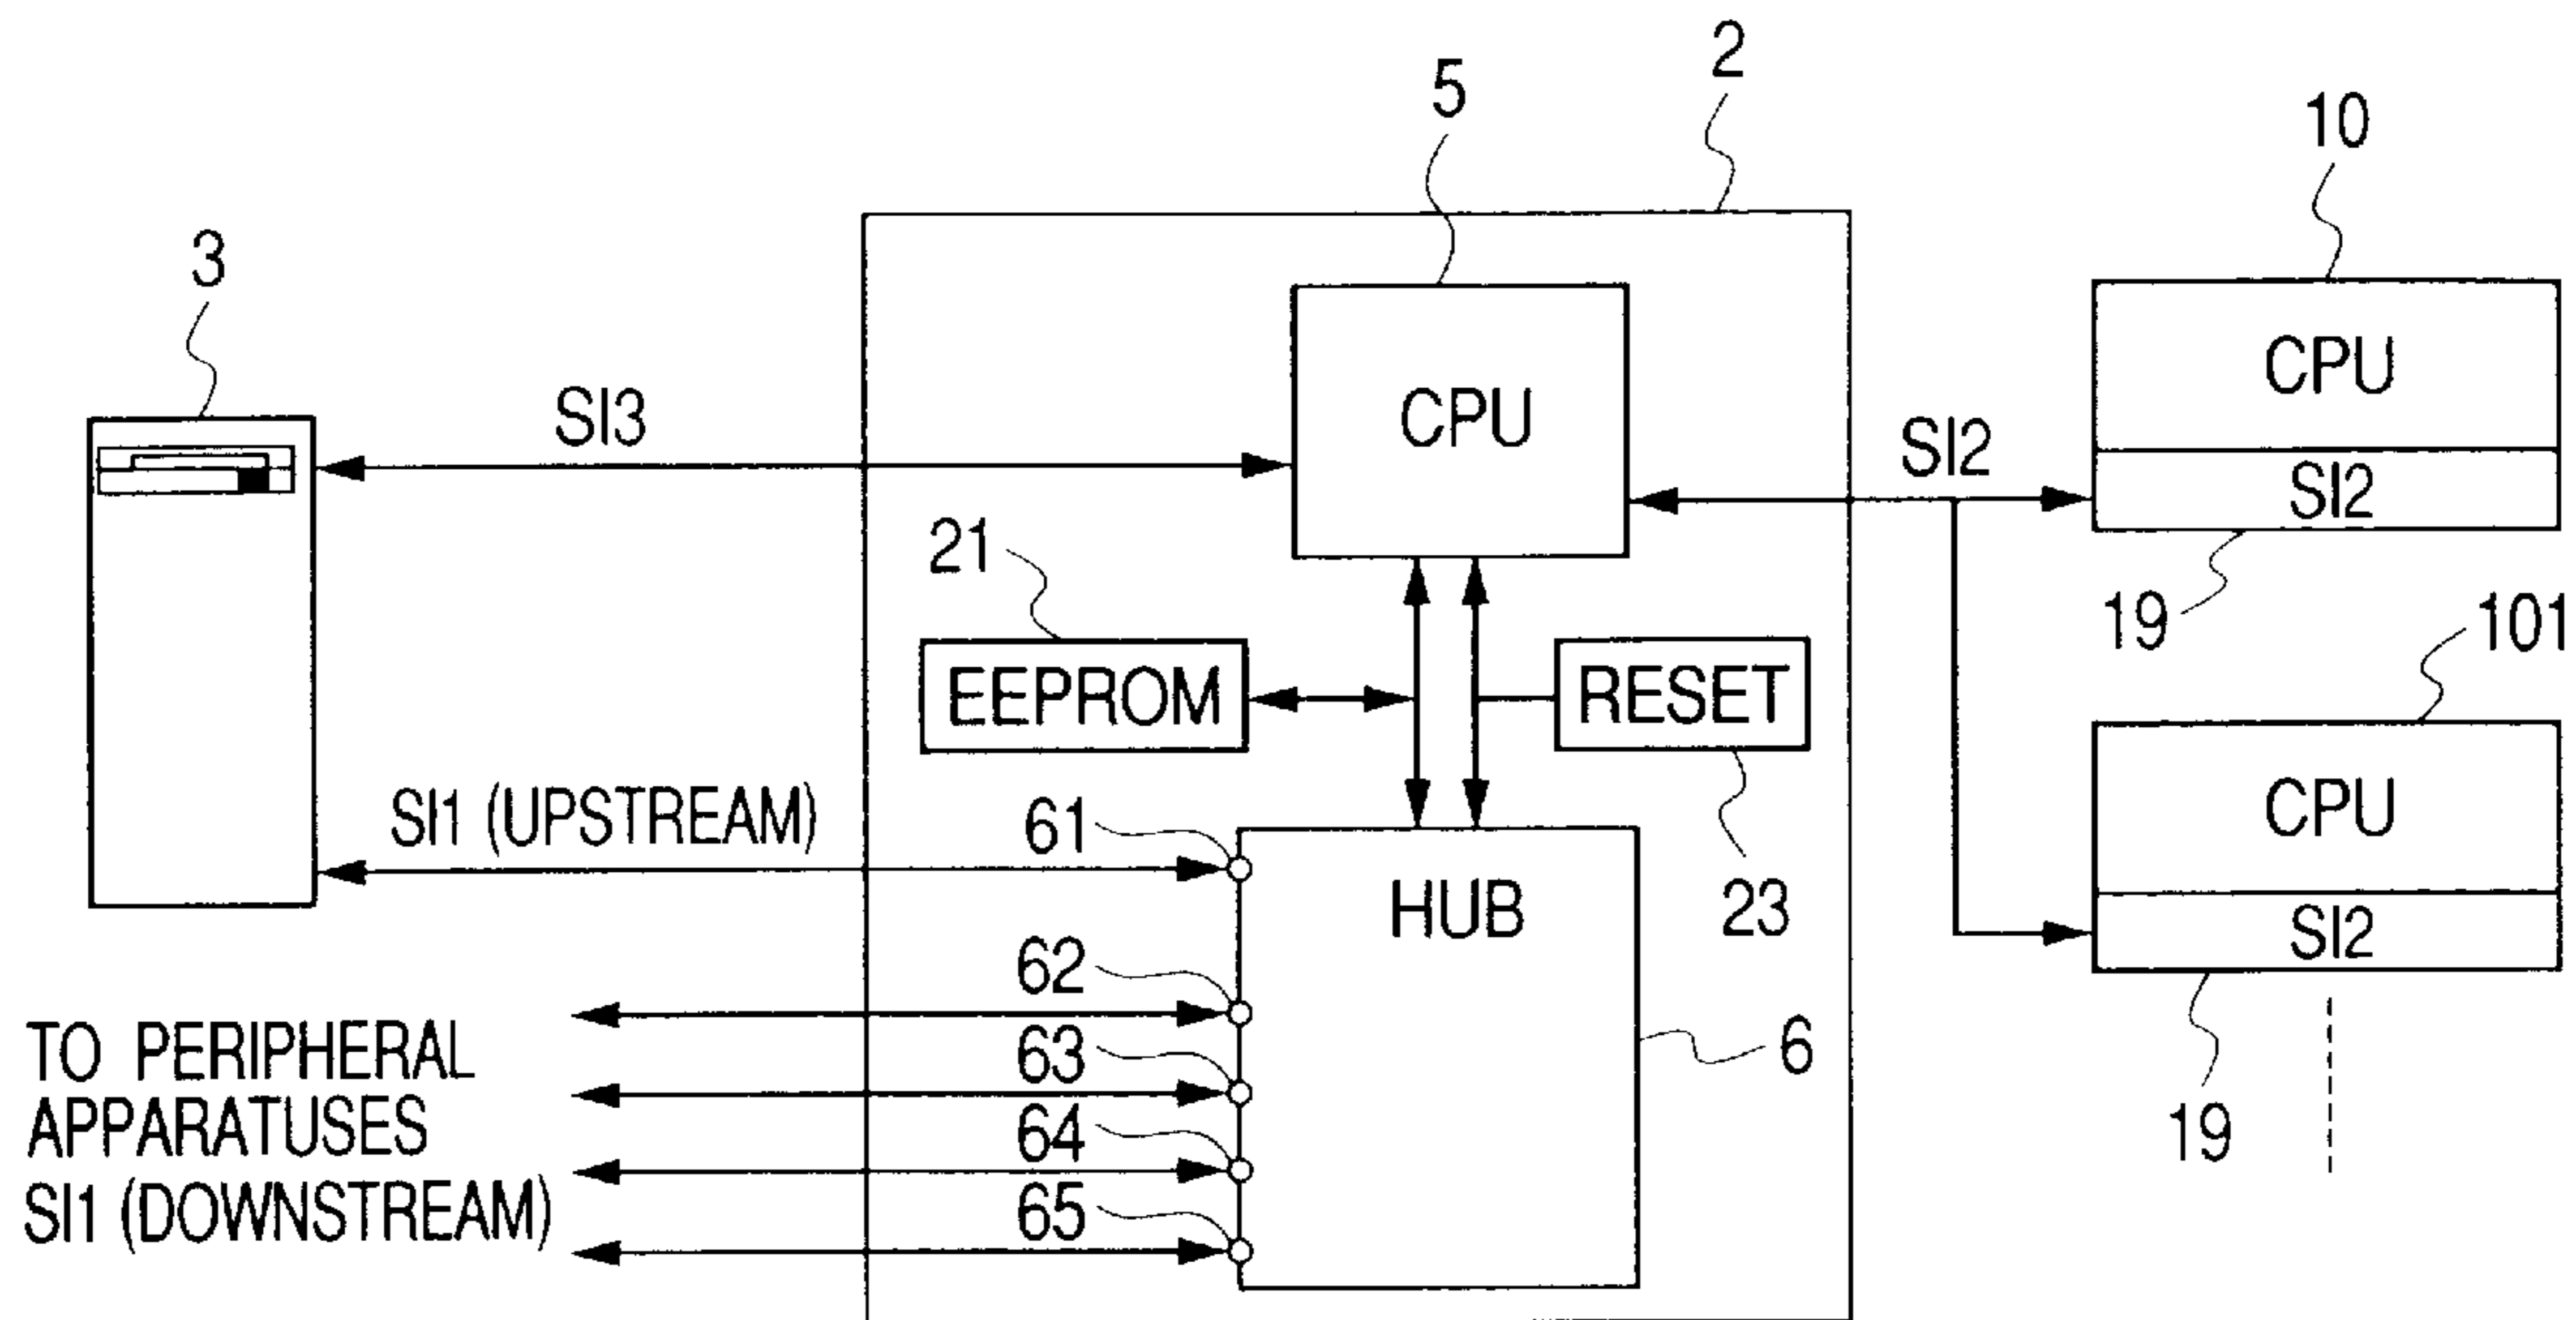 2
5
10
3
CPU
CPU
SI3
SI2
SI2
21
19
101
EEPROM
RESET
CPU
SI1 (UPSTREAM)
61
23
HUB
SI2
62
6
TO PERIPHERAL
APPARATUSES
SI1 (DOWNSTREAM)
63
64
65
19